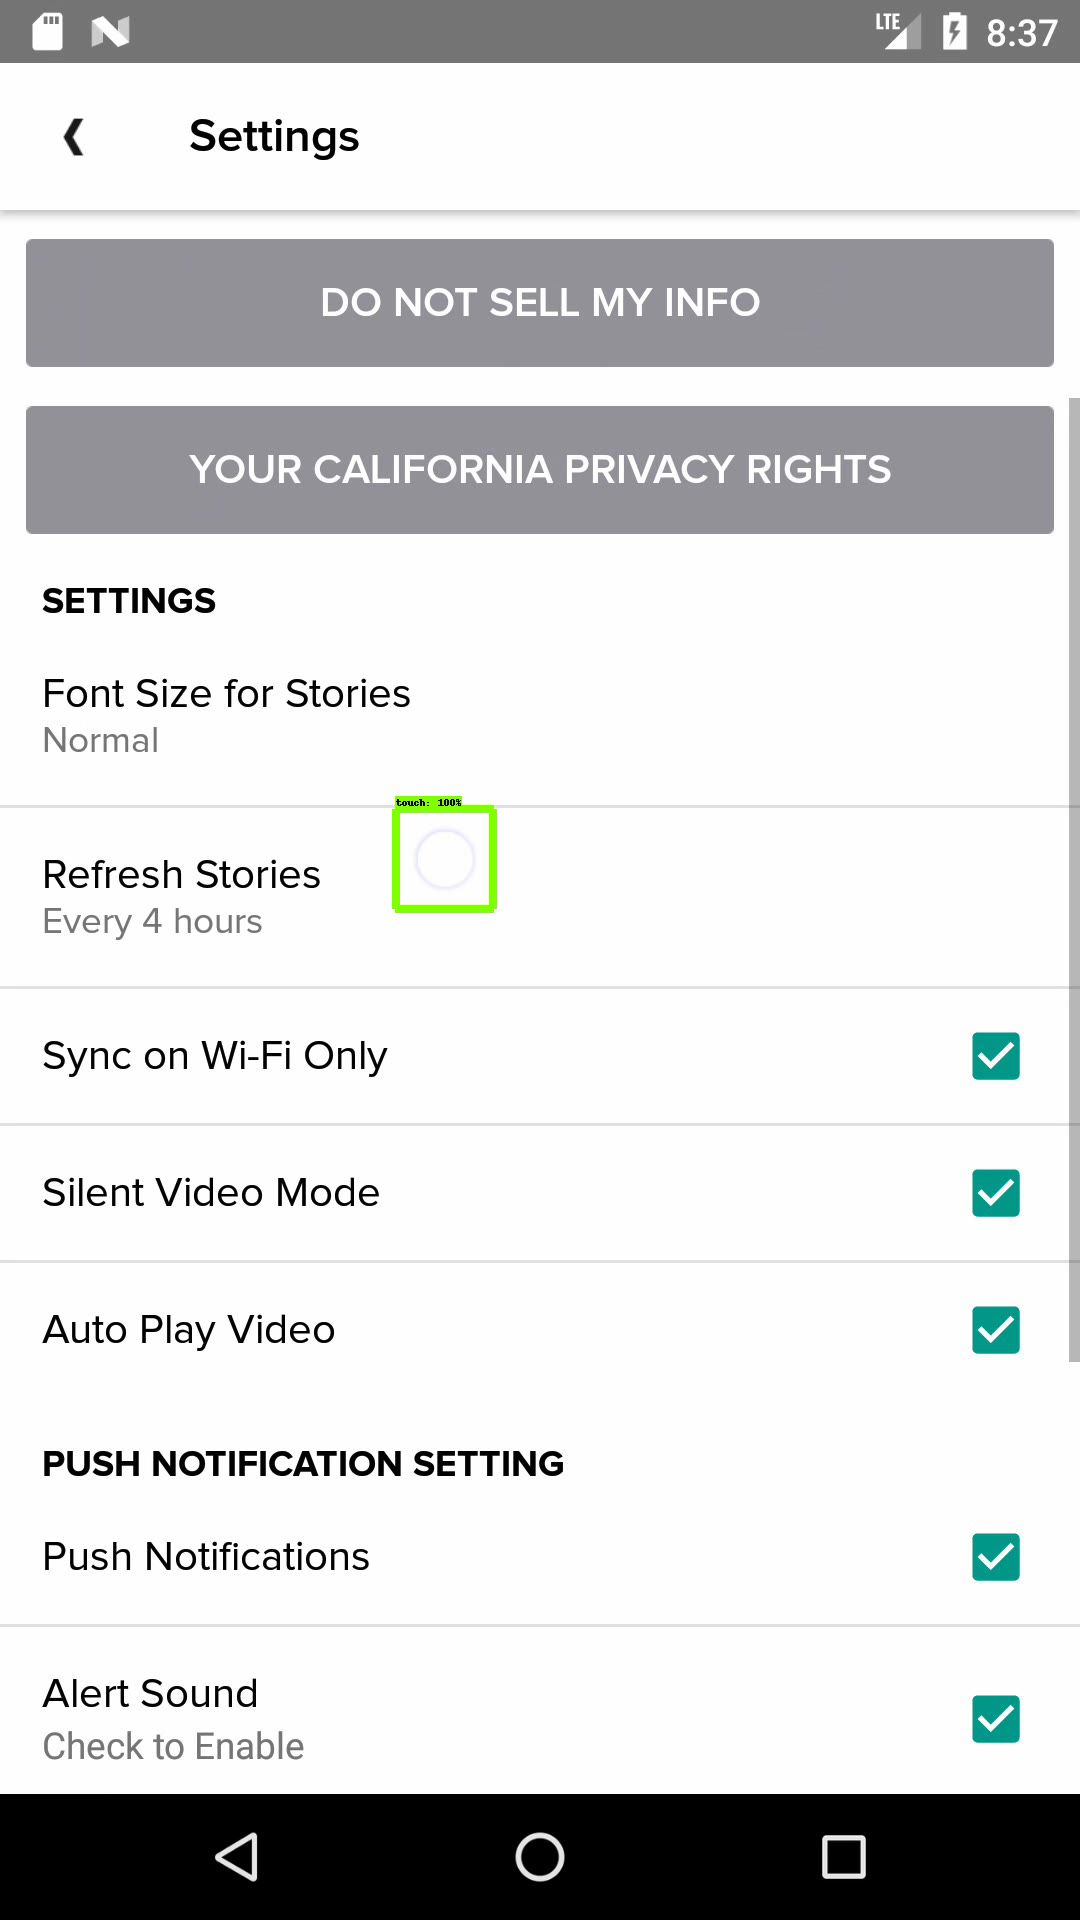 LTE 8:37
Settings
DO NOT SELL MY INFO
YOUR CALIFORNIA PRIVACY RIGHTS
SETTINGS
Font Size for Stories
Normal
touch: 100%
Refresh Stories
Every 4 hours
Sync on Wi-Fi Only
Silent Video Mode
Auto Play Video
PUSH NOTIFICATION SETTING
Push Notifications
Alert Sound
Check to Enable